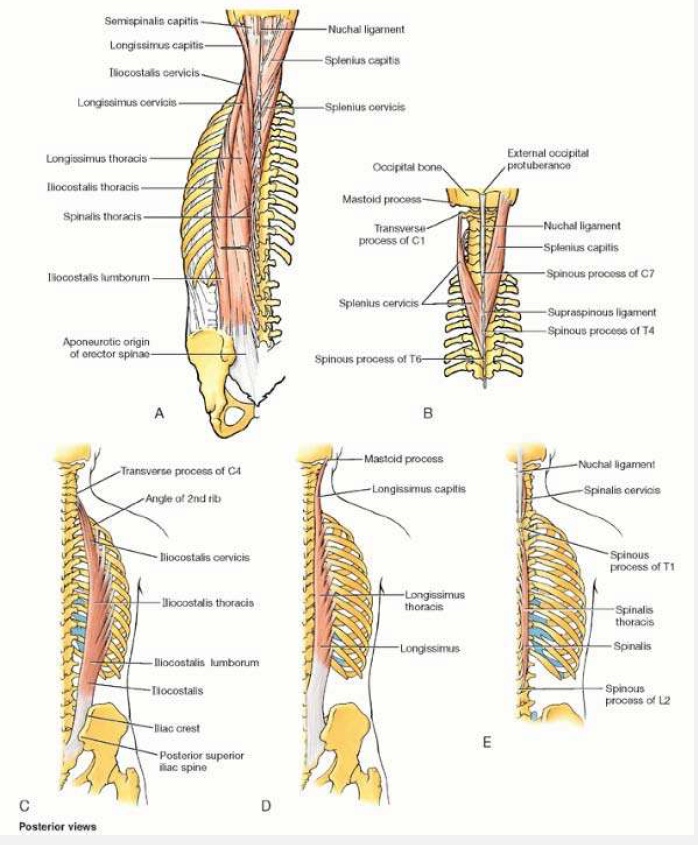 Semispinalis capitis
Longissimus capitis
Iliocostalis cervicis
Longissimus cervicis
Longissimus thoracis
Iliocostalis thoracis
Spinalis thoracis
Iliocostalis lumborum
Aponeurotic origin
of erector spinae
Nuchal ligament
Splenius capitis
Splenius cervicis
A
Occipital bone
Mastoid process
Transverse
process of C1
Splenius cervicis
Spinous process of T6
External occipital
protuberance
Nuchal ligament
Splenius capitis
Spinous process of C7
Supraspinous ligament
Spinous process of T4
B
Transverse process of C4
Angle of 2nd rib
Iliocostalis cervicis
Iliocostalis thoracis
Iliocostalis lumborum
Iliocostalis
Iliac crest
Posterior superior
iliac spine
C
Mastoid process
Longissimus capitis
Longissimus
thoracis
Longissimus
D
Nuchal ligament
Spinalis cervicis
Spinous
process of T1
Spinalis
thoracis
Spinalis
Spinous
process of L2
E
Posterior views